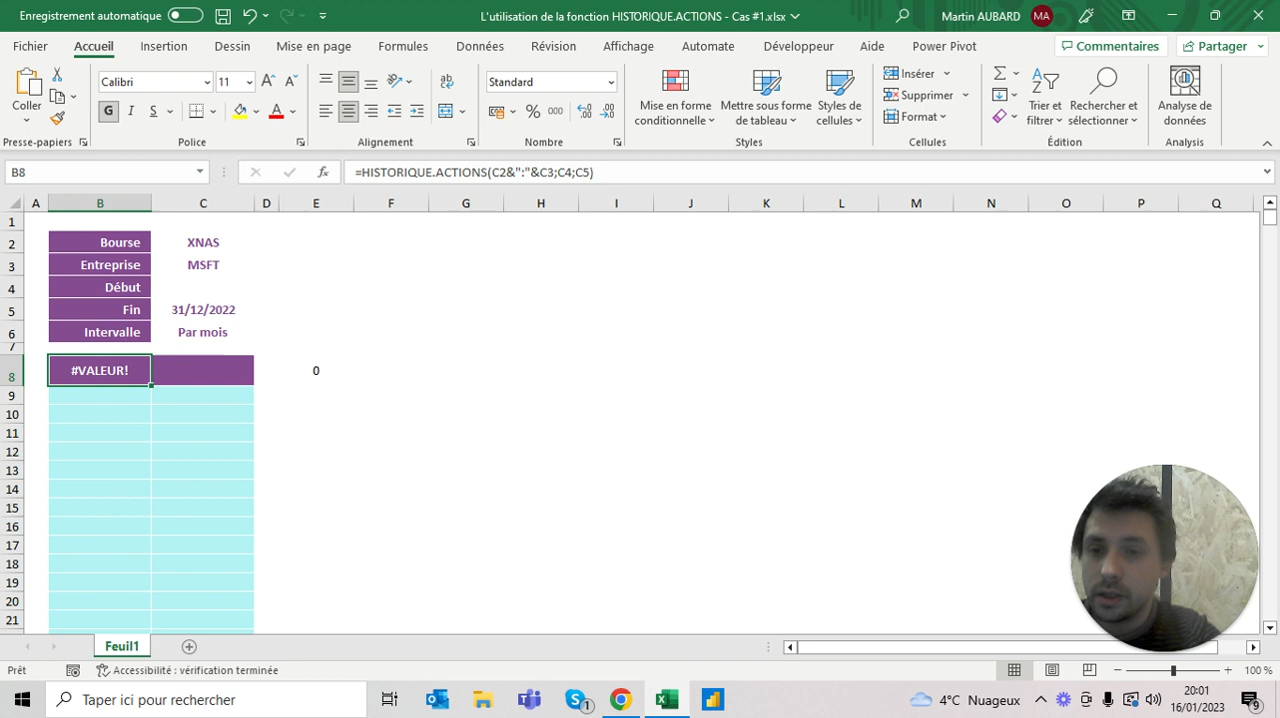 Enregistrement automatique
L'utilisation de la fonction HISTORIQUE.ACTIONS - Cas #1.xlsx
Martin AUBARD
MA
Fichier Accueil Insertion Dessin Mise en page Formules Données Révision Affichage Automate Développeur Aide Power Pivot
Commentaires
Partager
Coller
Presse-papiers
Calibri 11
G I S
Police
Alignement
Standard
% 000
Nombre
Mise en forme conditionnelle
Mettre sous forme de tableau
Styles de cellules
Styles
Insérer
Supprimer
Format
Cellules
Trier et filtrer
Rechercher et sélectionner
Édition
Analyse de données
Analysis
B8
fx
=HISTORIQUE.ACTIONS(C2&":"&C3;C4;C5)
A B C D E F G H I J K L M N O P Q
1
2 Bourse XNAS
3 Entreprise MSFT
4 Début
5 Fin 31/12/2022
6 Intervalle Par mois
7
8 #VALEUR! 0
9
10
11
12
13
14
15
16
17
18
19
20
21
Feuil1
Prêt
Accessibilité : vérification terminée
100 %
Taper ici pour rechercher
1
4°C Nuageux
20:01
16/01/2023
9